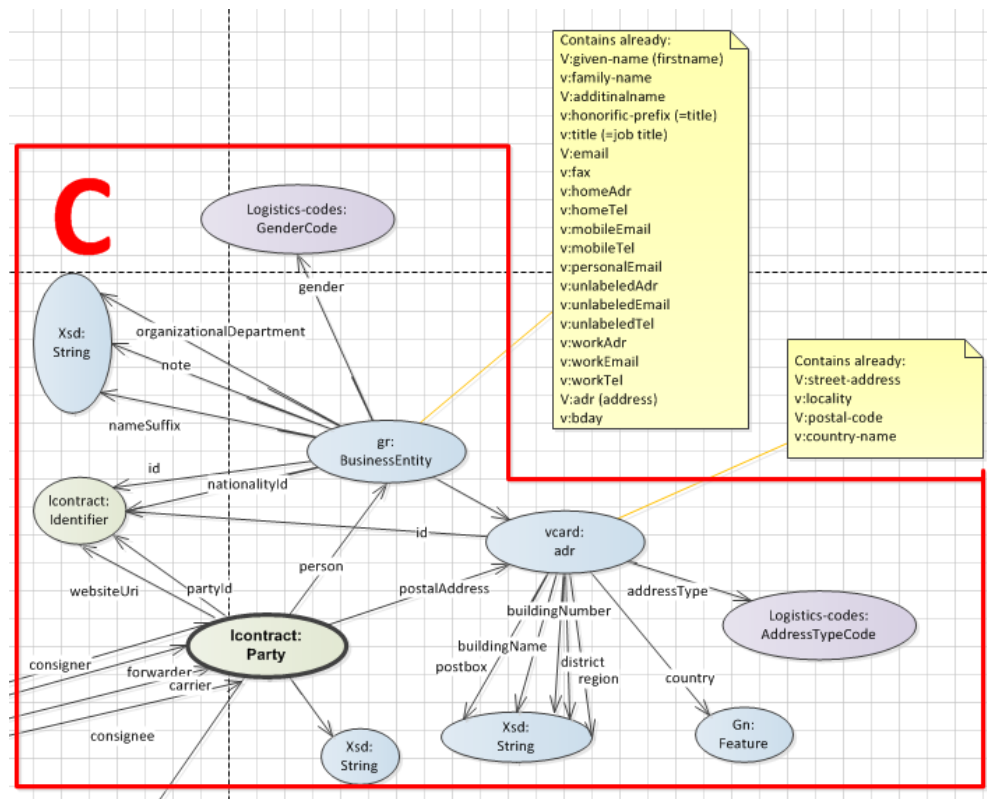 Contains already:
V:given-name (firstname)
v:family-name
V:additinalname
v:honorific-prefix (=title)
v:title (=job title)
V:email
v:fax
v:homeAdr
v:homeTel
v:mobileEmail
v:mobileTel
v:personalEmail
v:unlabeledAdr
v:unlabeledEmail
v:unlabeledTel
v:workAdr
v:workEmail
v:workTel
V:adr (address)
v:bday
C
Logistics-codes:
GenderCode
gender
Xsd:
String
organizationalDepartment
note
nameSuffix
Contains already:
V:street-address
v:locality
V:postal-code
v:country-name
gr:
BusinessEntity
id
nationalityId
lcontract:
Identifier
id
vcard:
adr
person
websiteUri
partyId
postalAddress
addressType
buildingNumber
Logistics-codes:
AddressTypeCode
lcontract:
Party
buildingName
postbox
district
region
country
consigner
forwarder
carrier
consignee
Xsd:
String
Xsd:
String
Gn:
Feature